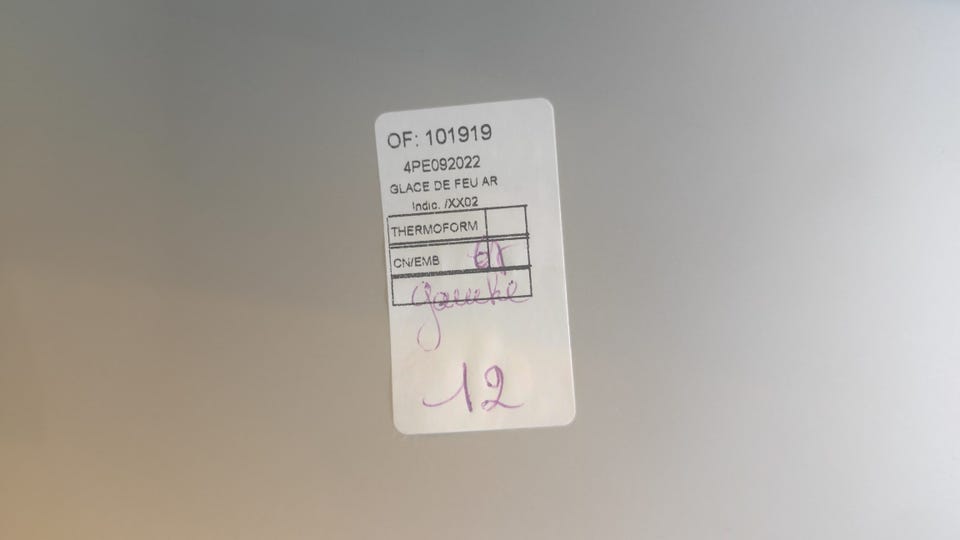 OF: 101919
4PE092022
GLACE DE FEU AR
Indic. /XX02
THERMOFORM
CN/EMB
gauche
12